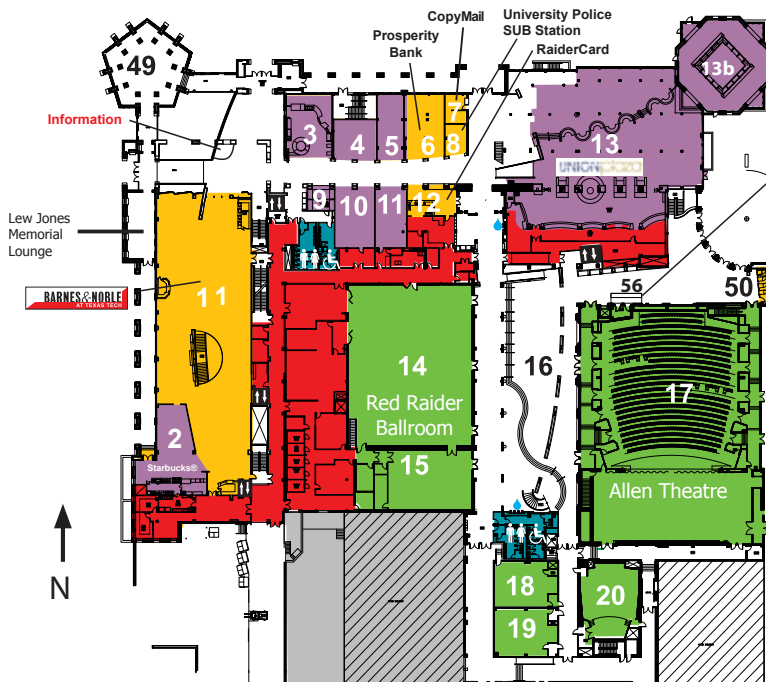 CopyMail
University Police
SUB Station
Prosperity
Bank
RaiderCard
49
13b
Information
3
4
5
6
7
8
13
UNION plaza
9
10
11
12
Lew Jones
Memorial
Lounge
BARNES & NOBLE
AT TEXAS TECH
1 1
56
50
14
Red Raider
Ballroom
16
17
2
Starbucks®
15
Allen Theatre
N
18
19
20